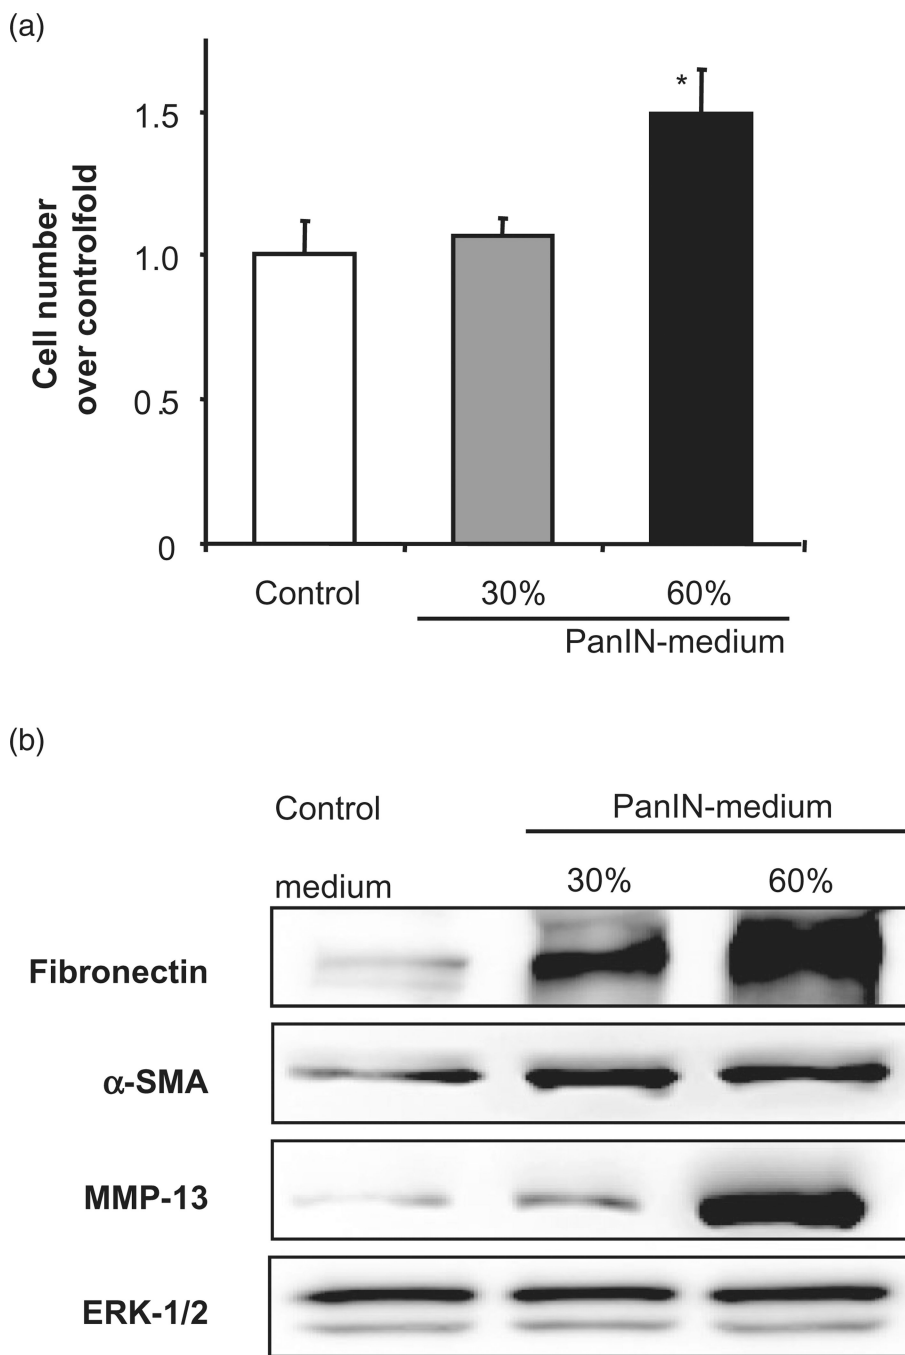 (a)
Cell number
over controlfold
1.5
1.0
0.5
0
*
Control
30%
60%
PanIN-medium
(b)
Control
medium
PanIN-medium
30%
60%
Fibronectin
α-SMA
MMP-13
ERK-1/2